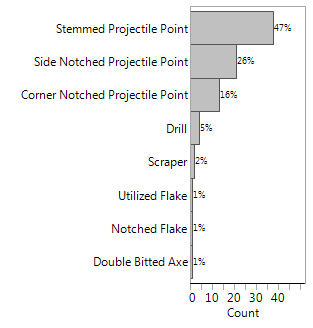 Stemmed Projectile Point 47%
Side Notched Projectile Point 26%
Corner Notched Projectile Point 16%
Drill 5%
Scraper 2%
Utilized Flake 1%
Notched Flake 1%
Double Bitted Axe 1%
0 10 20 30 40
Count